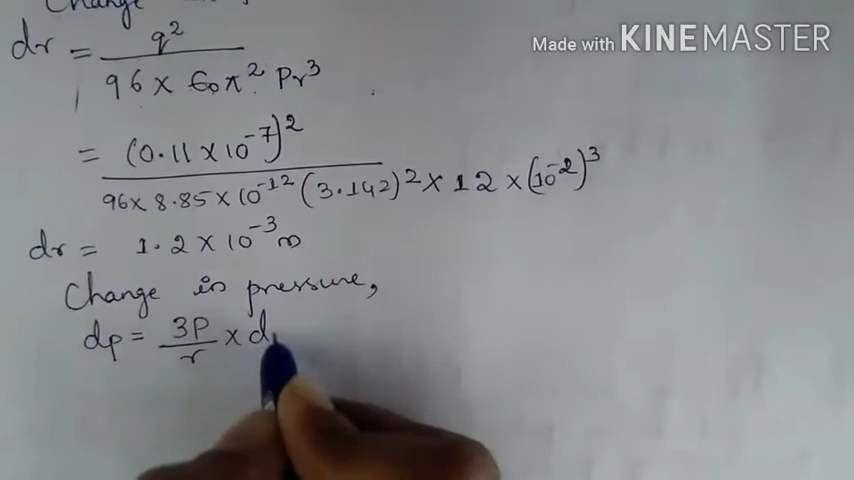 Change
Made with KINEMASTER
dr = q² / 96 × ϵ₀π² Pr³
= (0.11 × 10⁻⁷)² / 96 × 8.85 × 10⁻¹² (3.142)² × 12 × (10⁻²)³
dr = 1.2 × 10⁻³ m
Change in pressure,
dp = 3P / r × d